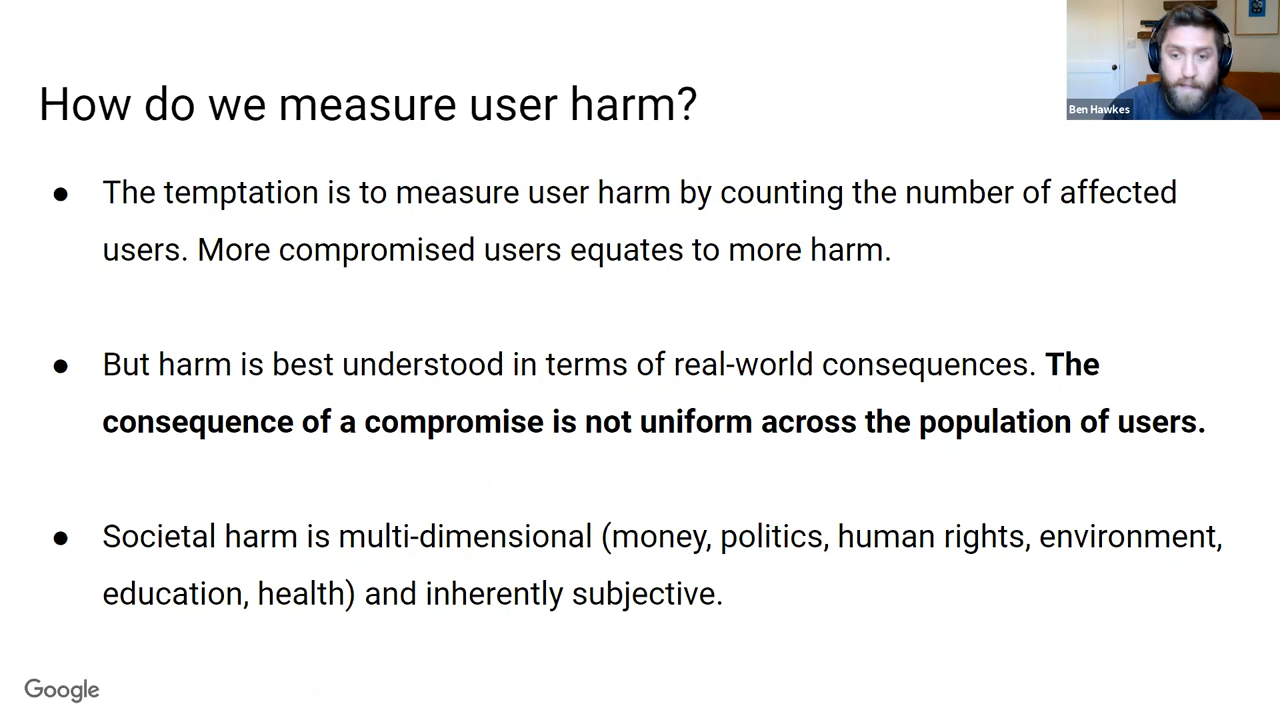 How do we measure user harm?
Ben Hawkes
● The temptation is to measure user harm by counting the number of affected
users. More compromised users equates to more harm.
● But harm is best understood in terms of real-world consequences. The
consequence of a compromise is not uniform across the population of users.
● Societal harm is multi-dimensional (money, politics, human rights, environment,
education, health) and inherently subjective.
Google